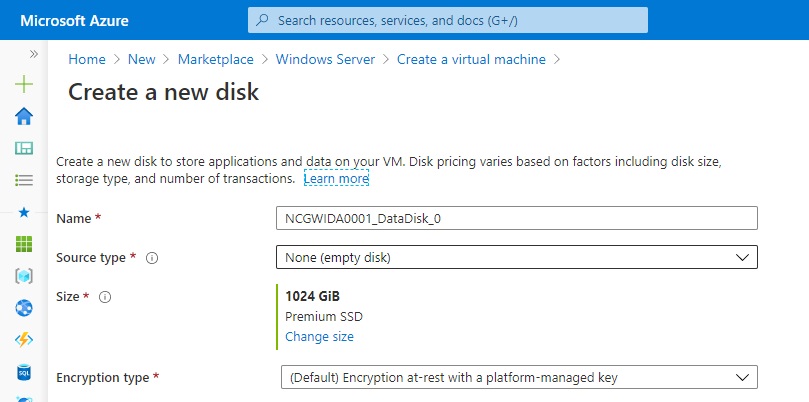 Microsoft Azure
Search resources, services, and docs (G+/)
Home > New > Marketplace > Windows Server > Create a virtual machine >
Create a new disk
Create a new disk to store applications and data on your VM. Disk pricing varies based on factors including disk size,
storage type, and number of transactions. Learn more
Name *
NCGWIDA0001_DataDisk_0
Source type *
None (empty disk)
Size *
1024 GiB
Premium SSD
Change size
SQL
Encryption type *
(Default) Encryption at-rest with a platform-managed key